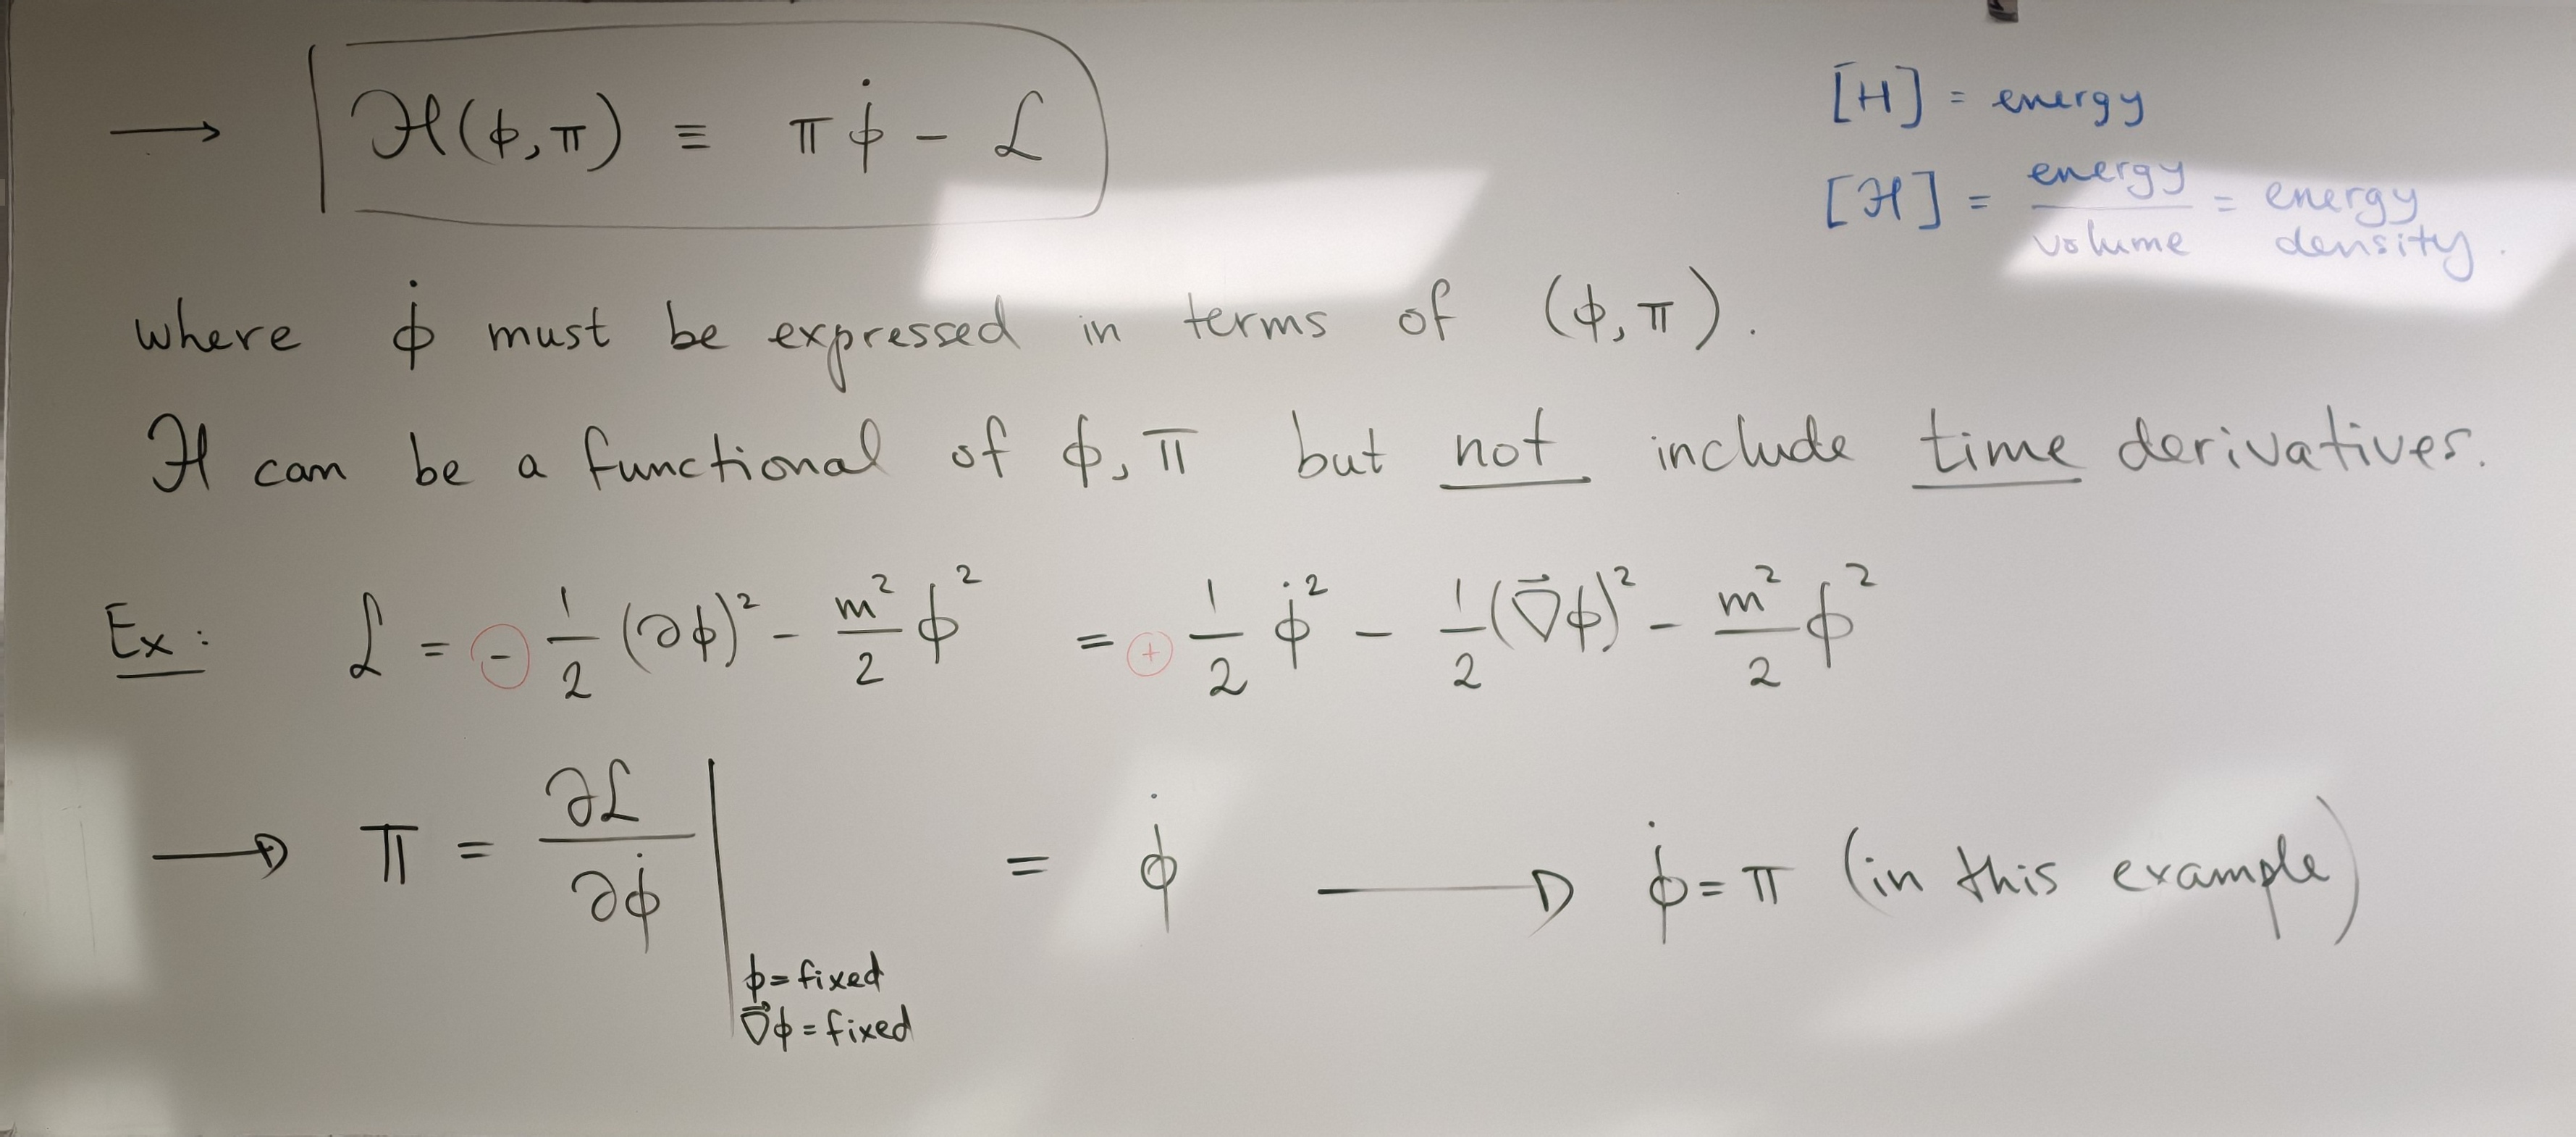 ⟶ ℋ(ϕ,π) ≡ πϕ̇ − ℒ
[H] = energy
[ℋ] = energy/volume = energy density.
where ϕ̇ must be expressed in terms of (ϕ,π).
ℋ can be a functional of ϕ, π but not include time derivatives.
Ex: ℒ = − 1/2 (∂ϕ)² − m²/2 ϕ² = + 1/2 ϕ̇² − 1/2 (∇⃗ϕ)² − m²/2 ϕ²
⟶ π = ∂ℒ/∂ϕ̇ | ϕ = fixed ∇⃗ϕ = fixed = ϕ̇ ⟶ ϕ̇ = π (in this example)